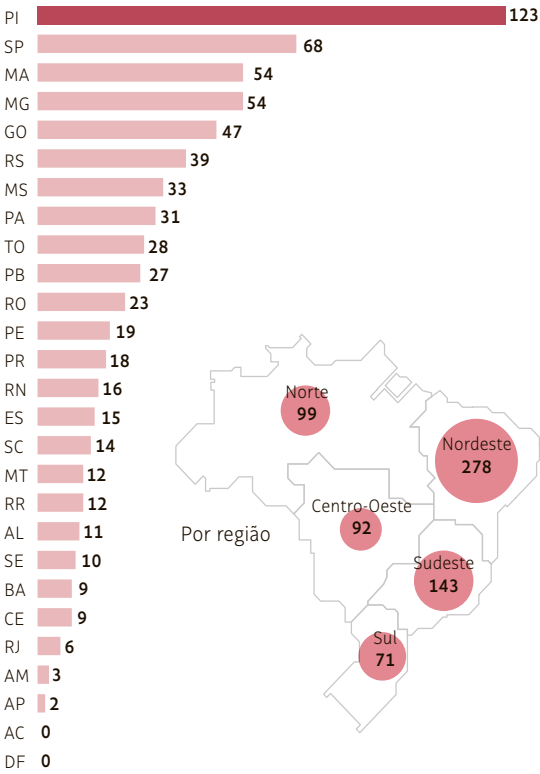 PI 123
SP 68
MA 54
MG 54
GO 47
RS 39
MS 33
PA 31
TO 28
PB 27
RO 23
PE 19
PR 18
RN 16
ES 15
SC 14
MT 12
RR 12
AL 11
SE 10
BA 9
CE 9
RJ 6
AM 3
AP 2
AC 0
DF 0
Por região
Norte
99
Nordeste
278
Centro-Oeste
92
Sudeste
143
Sul
71